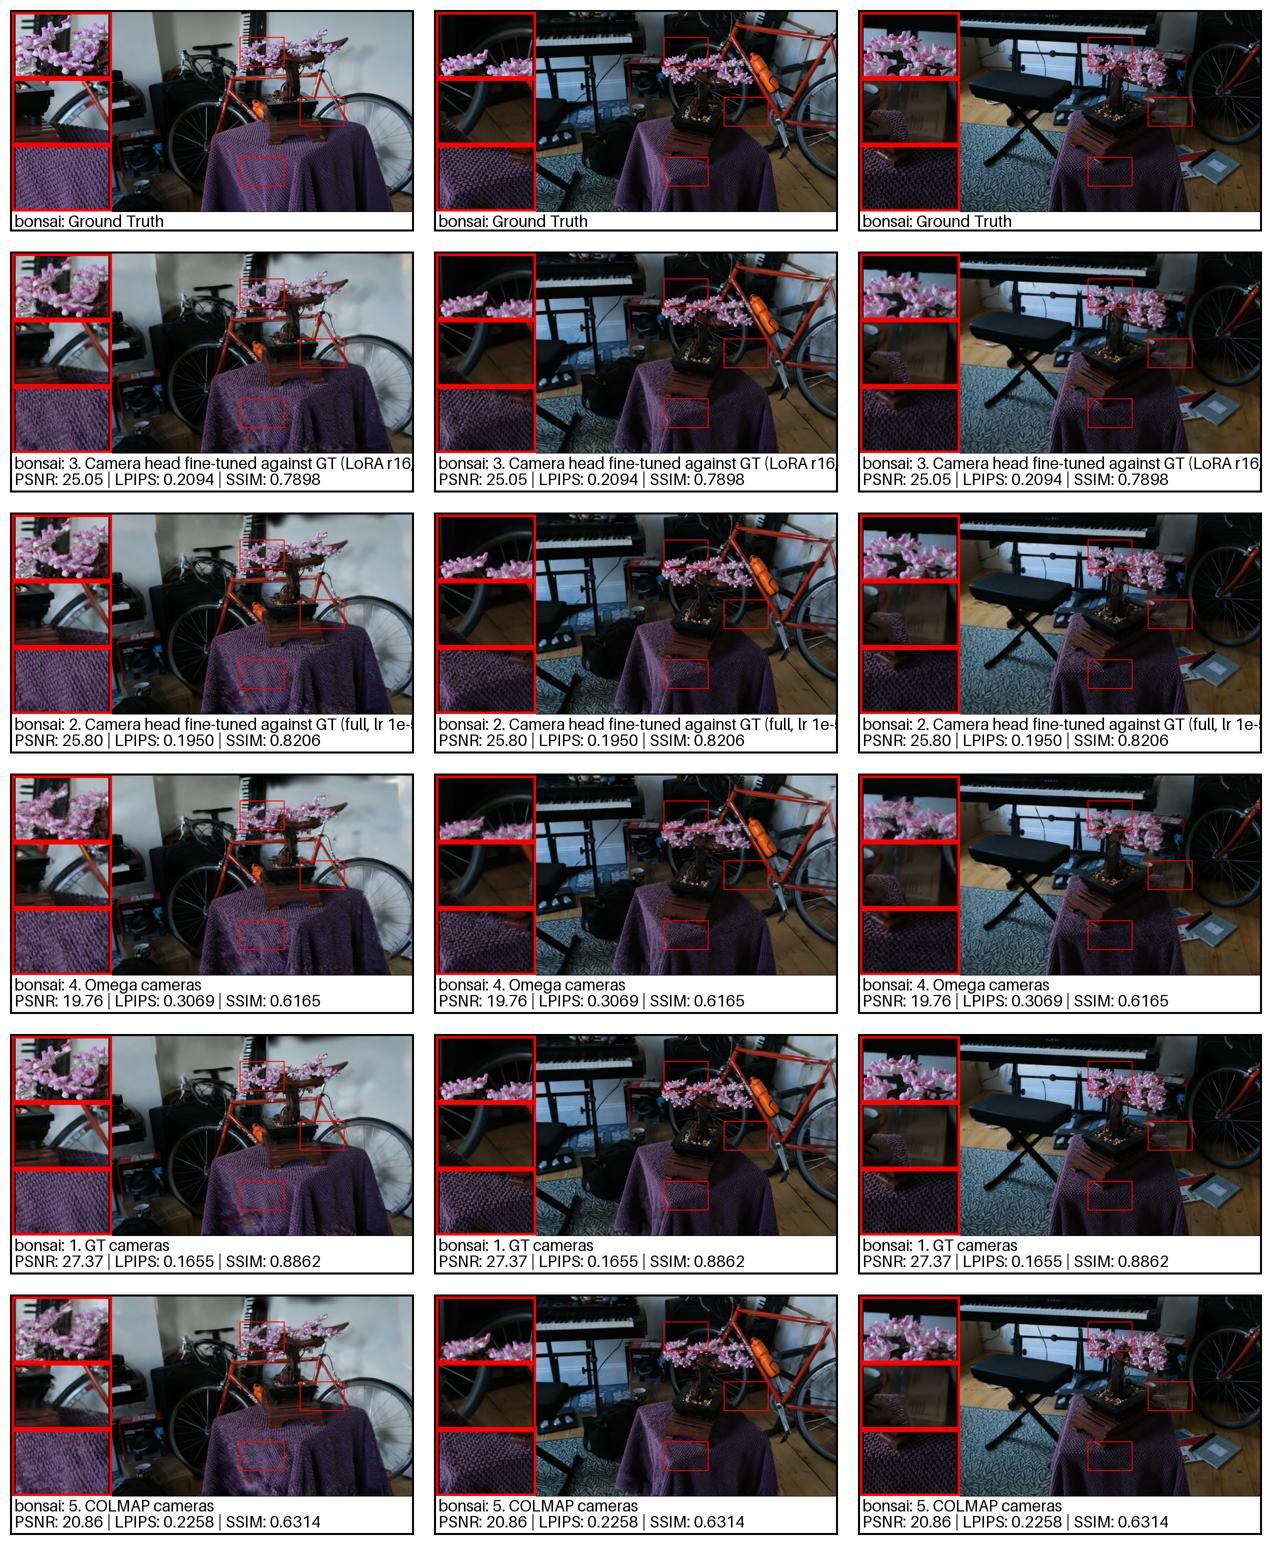 bonsai: Ground Truth
bonsai: Ground Truth
bonsai: Ground Truth
bonsai: 3. Camera head fine-tuned against GT (LoRA r16,
PSNR: 25.05 | LPIPS: 0.2094 | SSIM: 0.7898
bonsai: 3. Camera head fine-tuned against GT (LoRA r16,
PSNR: 25.05 | LPIPS: 0.2094 | SSIM: 0.7898
bonsai: 3. Camera head fine-tuned against GT (LoRA r16,
PSNR: 25.05 | LPIPS: 0.2094 | SSIM: 0.7898
bonsai: 2. Camera head fine-tuned against GT (full, lr 1e-
PSNR: 25.80 | LPIPS: 0.1950 | SSIM: 0.8206
bonsai: 2. Camera head fine-tuned against GT (full, lr 1e-
PSNR: 25.80 | LPIPS: 0.1950 | SSIM: 0.8206
bonsai: 2. Camera head fine-tuned against GT (full, lr 1e-
PSNR: 25.80 | LPIPS: 0.1950 | SSIM: 0.8206
bonsai: 4. Omega cameras
PSNR: 19.76 | LPIPS: 0.3069 | SSIM: 0.6165
bonsai: 4. Omega cameras
PSNR: 19.76 | LPIPS: 0.3069 | SSIM: 0.6165
bonsai: 4. Omega cameras
PSNR: 19.76 | LPIPS: 0.3069 | SSIM: 0.6165
bonsai: 1. GT cameras
PSNR: 27.37 | LPIPS: 0.1655 | SSIM: 0.8862
bonsai: 1. GT cameras
PSNR: 27.37 | LPIPS: 0.1655 | SSIM: 0.8862
bonsai: 1. GT cameras
PSNR: 27.37 | LPIPS: 0.1655 | SSIM: 0.8862
bonsai: 5. COLMAP cameras
PSNR: 20.86 | LPIPS: 0.2258 | SSIM: 0.6314
bonsai: 5. COLMAP cameras
PSNR: 20.86 | LPIPS: 0.2258 | SSIM: 0.6314
bonsai: 5. COLMAP cameras
PSNR: 20.86 | LPIPS: 0.2258 | SSIM: 0.6314